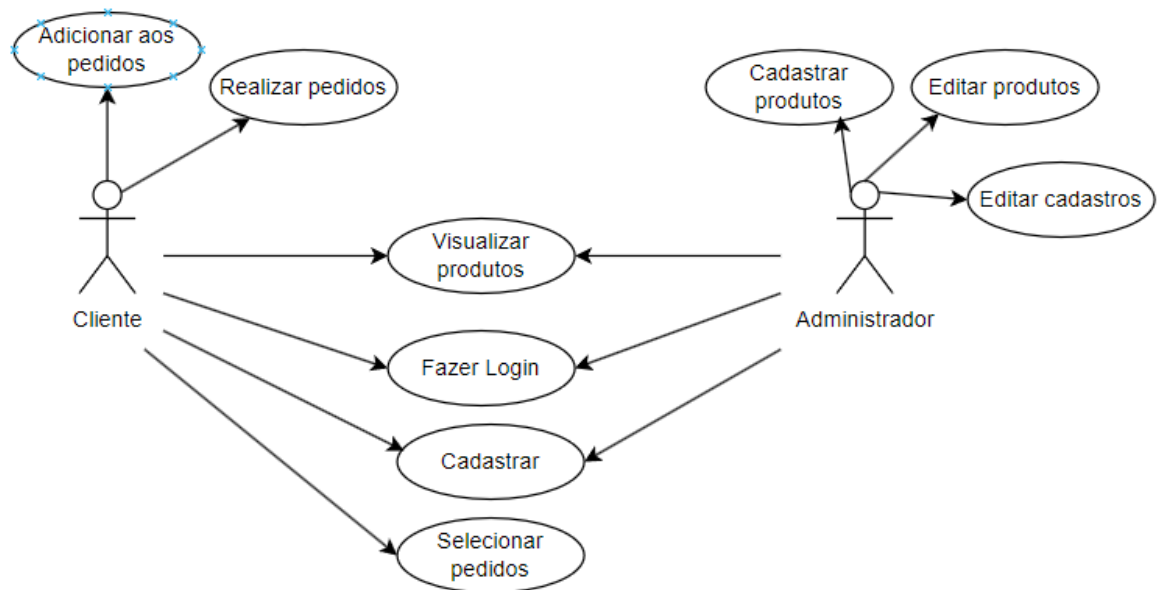 Adicionar aos
pedidos
Realizar pedidos
Cadastrar
produtos
Editar produtos
Editar cadastros
Visualizar
produtos
Cliente
Administrador
Fazer Login
Cadastrar
Selecionar
pedidos